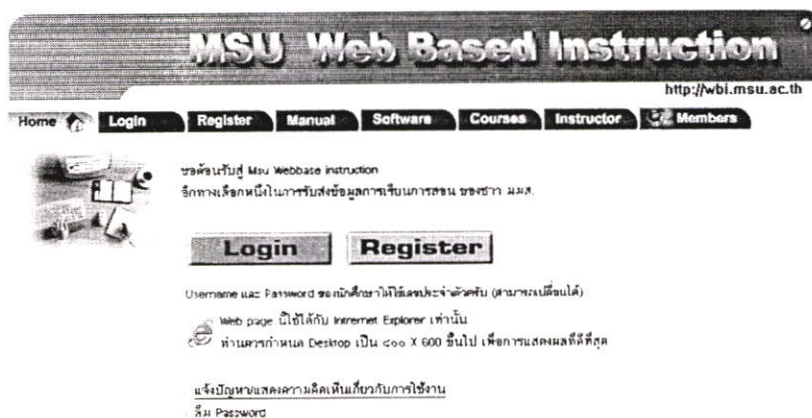 MSU Web Based Instruction
http://wbi.msu.ac.th
Home Login Register Manual Software Courses Instructor Members
ขอต้อนรับสู่ Msu Webbase instruction
อีกทางเลือกหนึ่งในการรับส่งข้อมูลการเรียนการสอน ของชาว มมส.
Login Register
Username และ Password ของนักศึกษาให้ใช้เลขประจำตัวครับ (สามารถเปลี่ยนได้)
Web page นี้ใช้ได้กับ Internet Explorer เท่านั้น
ท่านควรกำหนด Desktop เป็น ๘๐๐ X 600 ขึ้นไป เพื่อการแสดงผลที่ดีที่สุด
แจ้งปัญหา/แสดงความคิดเห็นเกี่ยวกับการใช้งาน
ลืม Password